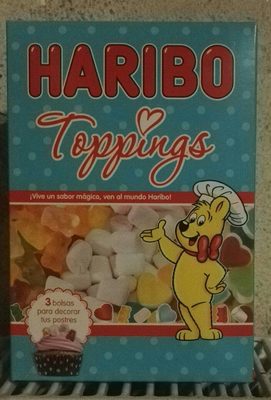 HARIBO
Toppings
¡Vive un sabor mágico, ven al mundo Haribo!
3 bolsas
para decorar
tus postres